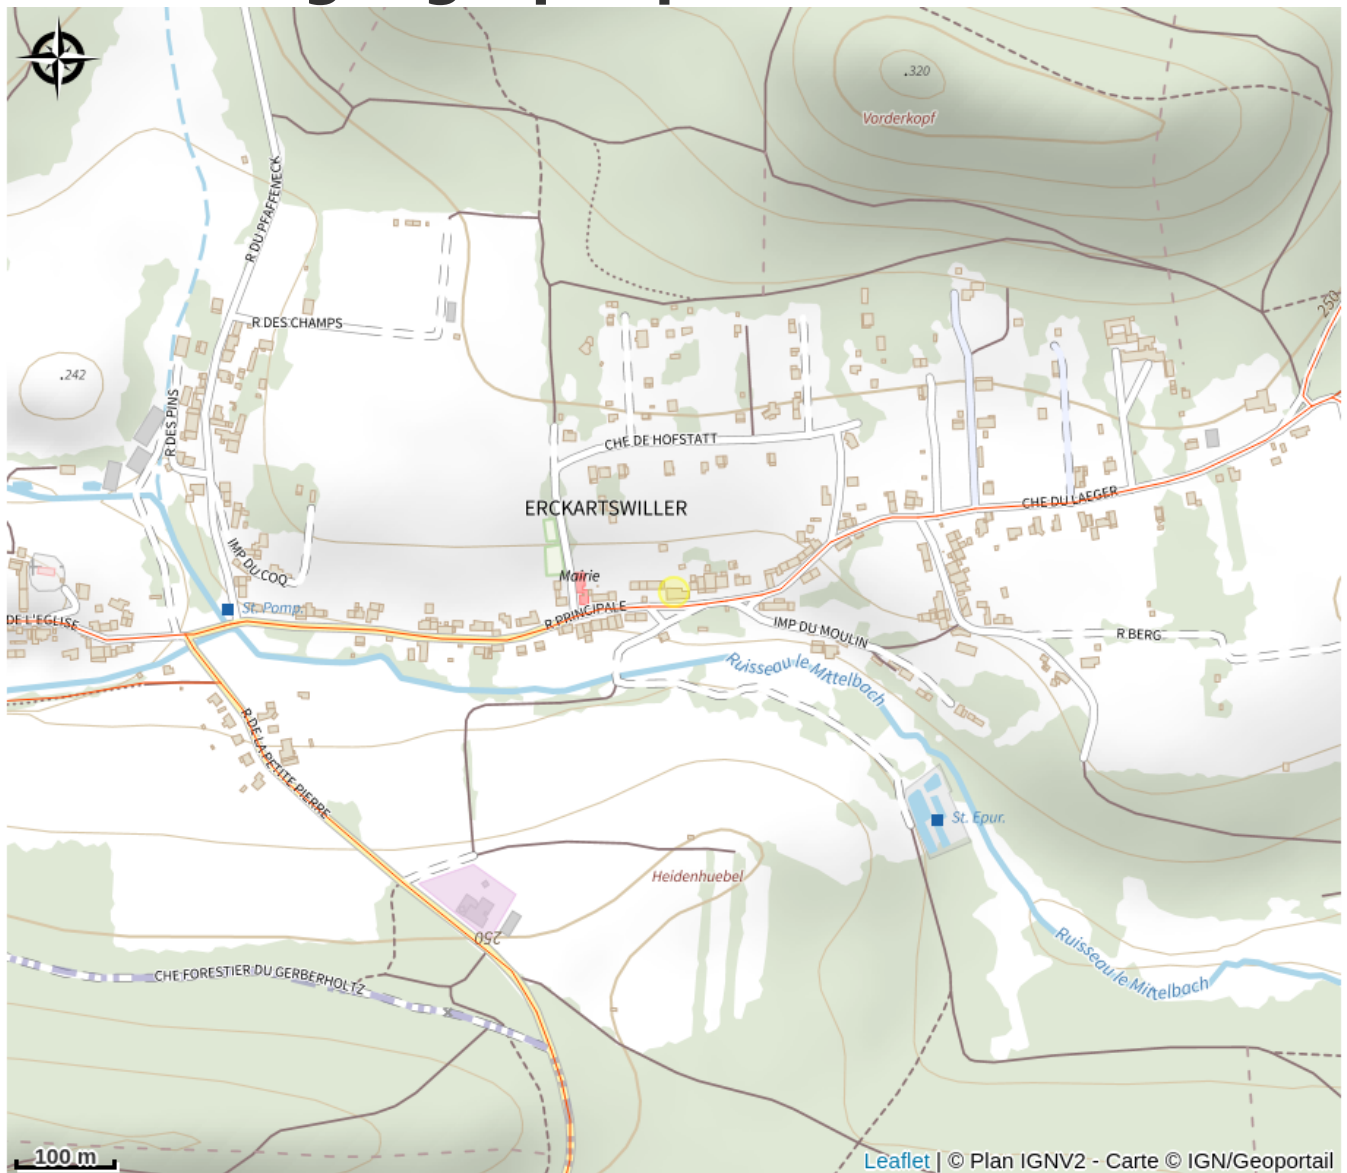 .320
Vorderkopf
R DU PFAFFENECK
250
R DES CHAMPS
.242
R DES PINS
CHE DE HOFSTATT
CHE DU LAEGER
ERCKARTSWILLER
IMP DU COQ
Mairie
St. Pomp.
R PRINCIPALE
DE L'EGLISE
IMP DU MOULIN
R BERG
Ruisseau le Mittelbach
R DE LA PETITE PIERRE
St. Epur.
Heidenhuebel
250
Ruisseau le Mittelbach
CHE FORESTIER DU GERBERHOLTZ
100 m
Leaflet | © Plan IGNV2 - Carte © IGN/Geoportail